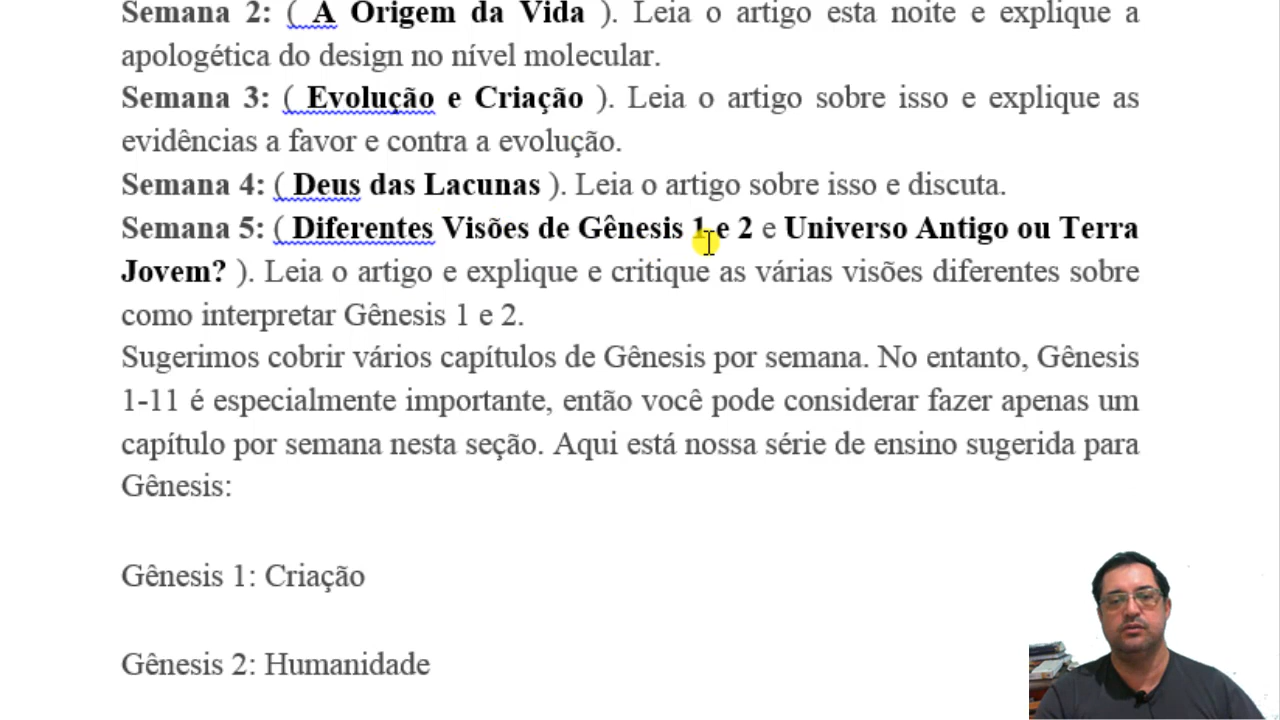 Semana 2: ( A Origem da Vida ). Leia o artigo esta noite e explique a
apologética do design no nível molecular.
Semana 3: ( Evolução e Criação ). Leia o artigo sobre isso e explique as
evidências a favor e contra a evolução.
Semana 4: ( Deus das Lacunas ). Leia o artigo sobre isso e discuta.
Semana 5: ( Diferentes Visões de Gênesis 1 e 2 e Universo Antigo ou Terra
Jovem? ). Leia o artigo e explique e critique as várias visões diferentes sobre
como interpretar Gênesis 1 e 2.
Sugerimos cobrir vários capítulos de Gênesis por semana. No entanto, Gênesis
1-11 é especialmente importante, então você pode considerar fazer apenas um
capítulo por semana nesta seção. Aqui está nossa série de ensino sugerida para
Gênesis:
Gênesis 1: Criação
Gênesis 2: Humanidade